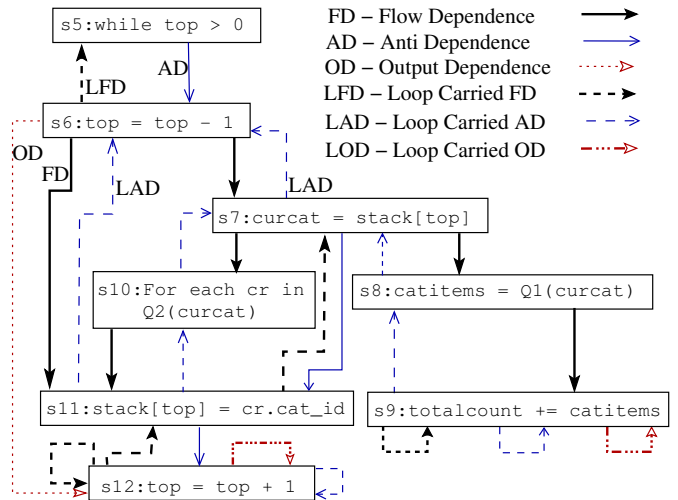 s5:while top > 0
FD – Flow Dependence
AD – Anti Dependence
OD – Output Dependence
LFD – Loop Carried FD
LAD – Loop Carried AD
LOD – Loop Carried OD
AD
LFD
s6:top = top - 1
OD
FD
LAD
LAD
s7:curcat = stack[top]
s10:For each cr in
Q2(curcat)
s8:catitems = Q1(curcat)
s11:stack[top] = cr.cat_id
s9:totalcount += catitems
s12:top = top + 1